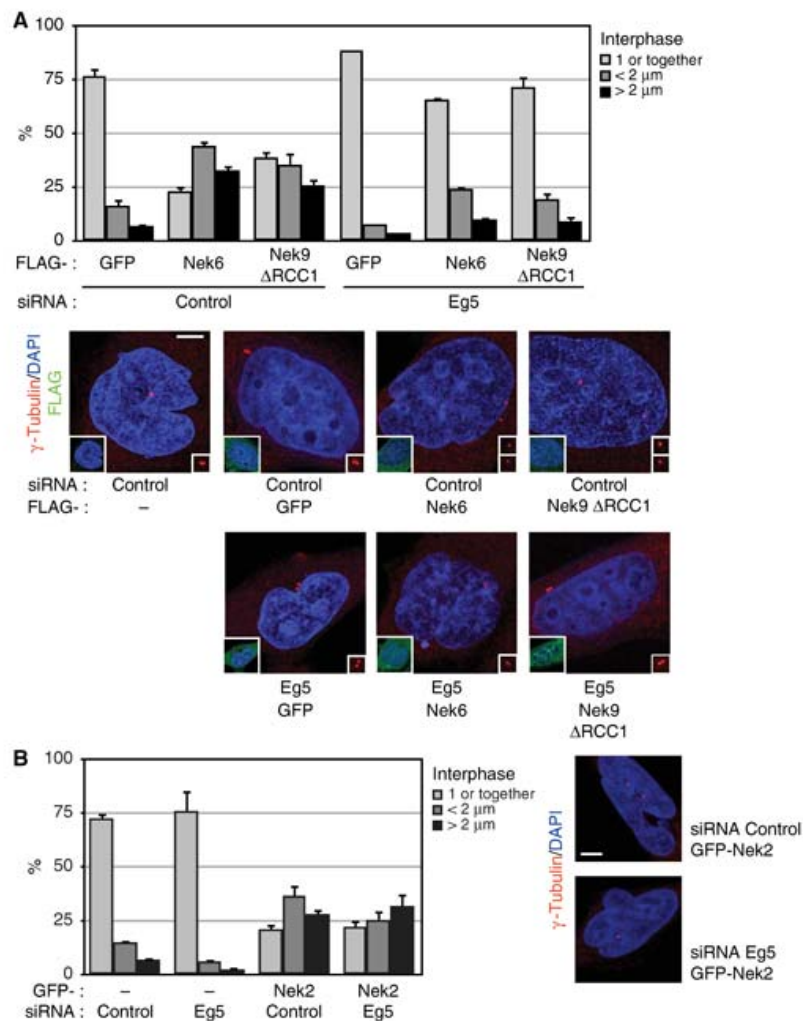 A
100
75
50
25
0
%
Interphase
1 or together
< 2 μm
> 2 μm
FLAG- : GFP Nek6 Nek9 ΔRCC1 GFP Nek6 Nek9 ΔRCC1
siRNA : Control Eg5
γ-Tubulin/DAPI
FLAG
siRNA : Control Control Control Control
FLAG- : – GFP Nek6 Nek9 ΔRCC1
Eg5 Eg5 Eg5
GFP Nek6 Nek9
ΔRCC1
B
100
75
50
25
0
%
Interphase
1 or together
< 2 μm
> 2 μm
GFP- : – – Nek2 Nek2
siRNA : Control Eg5 Control Eg5
γ-Tubulin/DAPI
siRNA Control
GFP-Nek2
siRNA Eg5
GFP-Nek2